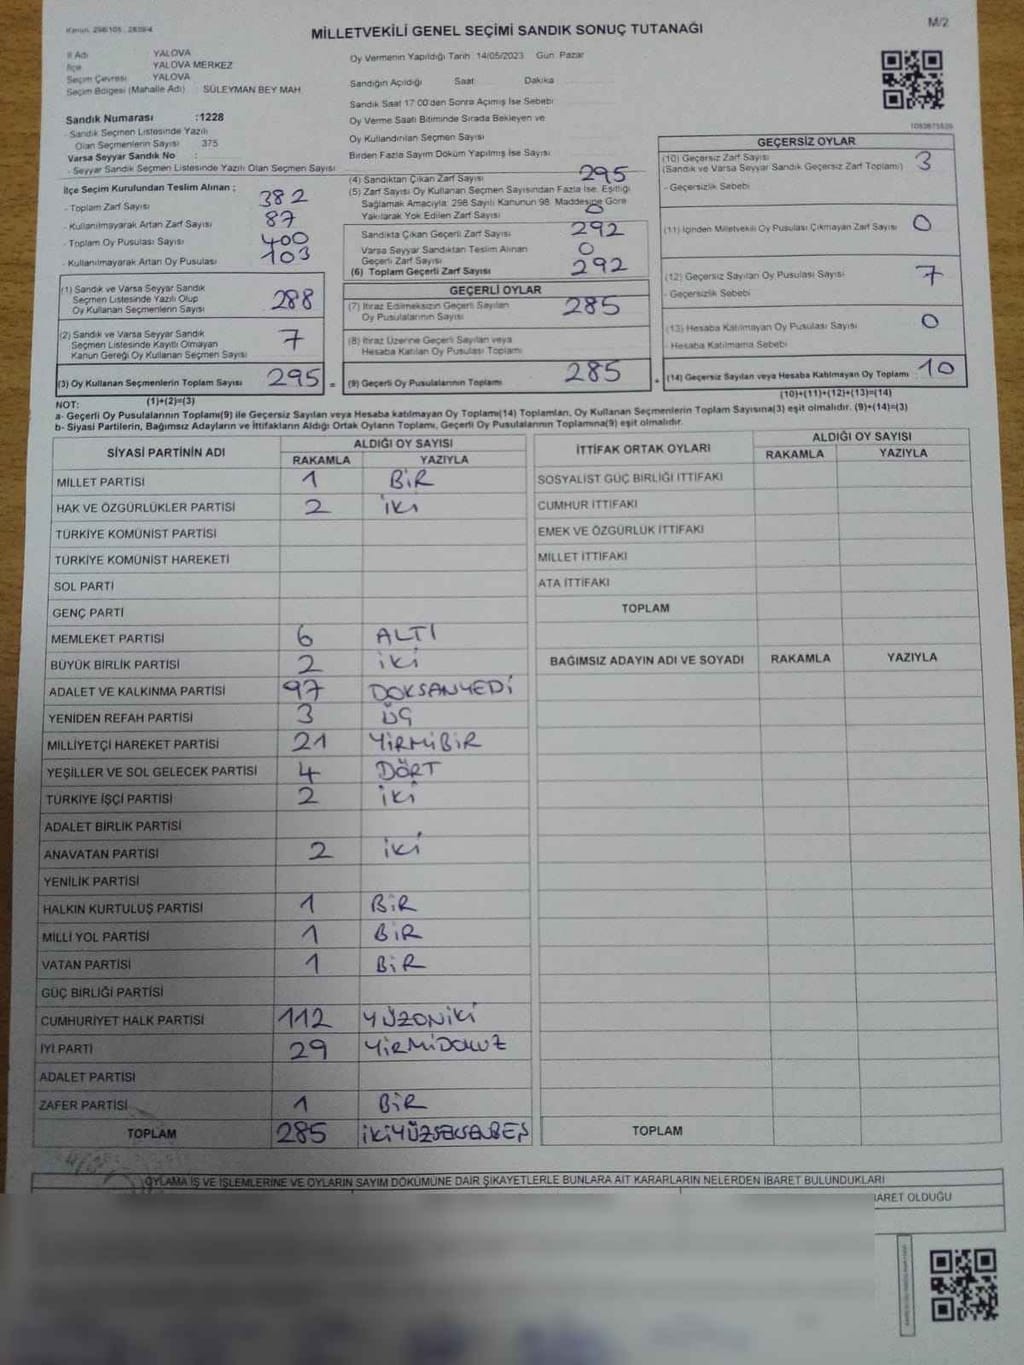 MİLLETVEKİLİ GENEL SEÇİMİ SANDIK SONUÇ TUTANAĞI
M/2
İl Adı YALOVA
İlçe YALOVA MERKEZ
Seçim Çevresi YALOVA
Seçim Bölgesi (Mahalle Adı) SÜLEYMAN BEY MAH
Oy Vermenin Yapıldığı Tarih 14/05/2023 Gün Pazar
Sandığın Açıldığı Saat Dakika
Sandık Saat 17:00'den Sonra Açılmış İse Sebebi
Oy Verme Saati Bitiminde Sırada Bekleyen ve
Oy Kullandırılan Seçmen Sayısı
Birden Fazla Sayım Döküm Yapılmış İse Sayısı
Sandık Numarası :1228
- Sandık Seçmen Listesinde Yazılı
Olan Seçmenlerin Sayısı 375
Varsa Seyyar Sandık No :
- Seyyar Sandık Seçmen Listesinde Yazılı Olan Seçmen Sayısı
İlçe Seçim Kurulundan Teslim Alınan ;
- Toplam Zarf Sayısı 382
- Kullanılmayarak Artan Zarf Sayısı 87
- Toplam Oy Pusulası Sayısı 400
- Kullanılmayarak Artan Oy Pusulası 103
(1) Sandık ve Varsa Seyyar Sandık
Seçmen Listesinde Yazılı Olup
Oy Kullanan Seçmenlerin Sayısı 288
(2) Sandık ve Varsa Seyyar Sandık
Seçmen Listesinde Kayıtlı Olmayan
Kanun Gereği Oy Kullanan Seçmen Sayısı 7
(3) Oy Kullanan Seçmenlerin Toplam Sayısı 295 =
(4) Sandıktan Çıkan Zarf Sayısı 295
(5) Zarf Sayısı Oy Kullanan Seçmen Sayısından Fazla İse, Eşitliği
Sağlamak Amacıyla; 298 Sayılı Kanunun 98. Maddesine Göre
Yakılarak Yok Edilen Zarf Sayısı 0
Sandıkta Çıkan Geçerli Zarf Sayısı 292
Varsa Seyyar Sandıktan Teslim Alınan
Geçerli Zarf Sayısı 0
(6) Toplam Geçerli Zarf Sayısı 292
GEÇERLİ OYLAR
(7) İtiraz Edilmeksizin Geçerli Sayılan
Oy Pusulalarının Sayısı 285
(8) İtiraz Üzerine Geçerli Sayılan veya
Hesaba Katılan Oy Pusulası Toplamı
(9) Geçerli Oy Pusulalarının Toplamı 285
GEÇERSİZ OYLAR
(10) Geçersiz Zarf Sayısı 3
(Sandık ve Varsa Seyyar Sandık Geçersiz Zarf Toplamı)
- Geçersizlik Sebebi
(11) İçinden Milletvekili Oy Pusulası Çıkmayan Zarf Sayısı 0
(12) Geçersiz Sayılan Oy Pusulası Sayısı 7
- Geçersizlik Sebebi
(13) Hesaba Katılmayan Oy Pusulası Sayısı 0
- Hesaba Katılmama Sebebi
(14) Geçersiz Sayılan veya Hesaba Katılmayan Oy Toplamı 10
NOT: (1)+(2)=(3)
(10)+(11)+(12)+(13)=(14)
a- Geçerli Oy Pusulalarının Toplamı(9) ile Geçersiz Sayılan veya Hesaba katılmayan Oy Toplamı(14) Toplamları, Oy Kullanan Seçmenlerin Toplam Sayısına(3) eşit olmalıdır. (9)+(14)=(3)
b- Siyasi Partilerin, Bağımsız Adayların ve İttifakların Aldığı Ortak Oyların Toplamı, Geçerli Oy Pusulalarının Toplamına(9) eşit olmalıdır.
SİYASİ PARTİNİN ADI ALDIĞI OY SAYISI
RAKAMLA YAZIYLA
MİLLET PARTİSİ 1 BİR
HAK VE ÖZGÜRLÜKLER PARTİSİ 2 İKİ
TÜRKİYE KOMÜNİST PARTİSİ
TÜRKİYE KOMÜNİST HAREKETİ
SOL PARTİ
GENÇ PARTİ
MEMLEKET PARTİSİ 6 ALTI
BÜYÜK BİRLİK PARTİSİ 2 İKİ
ADALET VE KALKINMA PARTİSİ 97 DOKSANYEDİ
YENİDEN REFAH PARTİSİ 3 ÜÇ
MİLLİYETÇİ HAREKET PARTİSİ 21 YİRMİBİR
YEŞİLLER VE SOL GELECEK PARTİSİ 4 DÖRT
TÜRKİYE İŞÇİ PARTİSİ 2 İKİ
ADALET BİRLİK PARTİSİ
ANAVATAN PARTİSİ 2 İKİ
YENİLİK PARTİSİ
HALKIN KURTULUŞ PARTİSİ 1 BİR
MİLLİ YOL PARTİSİ 1 BİR
VATAN PARTİSİ 1 BİR
GÜÇ BİRLİĞİ PARTİSİ
CUMHURİYET HALK PARTİSİ 112 YÜZONİKİ
İYİ PARTİ 29 YİRMİDOKUZ
ADALET PARTİSİ
ZAFER PARTİSİ 1 BİR
TOPLAM 285 İKİYÜZSEKSENBEŞ
İTTİFAK ORTAK OYLARI ALDIĞI OY SAYISI
RAKAMLA YAZIYLA
SOSYALİST GÜÇ BİRLİĞİ İTTİFAKI
CUMHUR İTTİFAKI
EMEK VE ÖZGÜRLÜK İTTİFAKI
MİLLET İTTİFAKI
ATA İTTİFAKI
TOPLAM
BAĞIMSIZ ADAYIN ADI VE SOYADI RAKAMLA YAZIYLA
TOPLAM
OYLAMA İŞ VE İŞLEMLERİNE VE OYLARIN SAYIM DÖKÜMÜNE DAİR ŞİKAYETLERLE BUNLARA AİT KARARLARIN NELERDEN İBARET BULUNDUKLARI
OLDUĞU